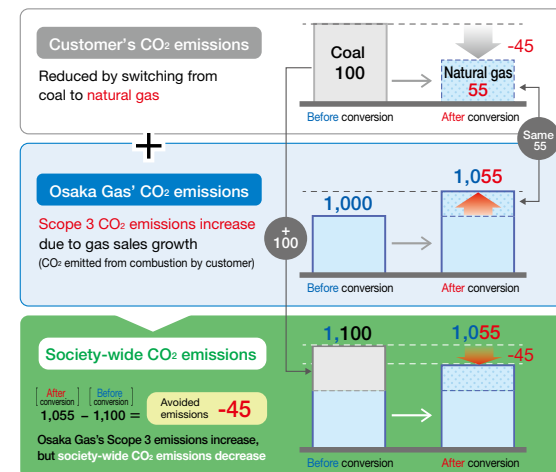 Customer's CO₂ emissions
Reduced by switching from
coal to natural gas
Coal
100
-45
Natural gas
55
Before conversion
After conversion
Same
55
+
Osaka Gas' CO₂ emissions
Scope 3 CO₂ emissions increase
due to gas sales growth
(CO₂ emitted from combustion by customer)
+
100
1,000
1,055
Before conversion
After conversion
Society-wide CO₂ emissions
[After conversion] [Before conversion]
1,055 − 1,100 =
Avoided
emissions
-45
Osaka Gas's Scope 3 emissions increase,
but society-wide CO₂ emissions decrease
1,100
1,055
-45
Before conversion
After conversion